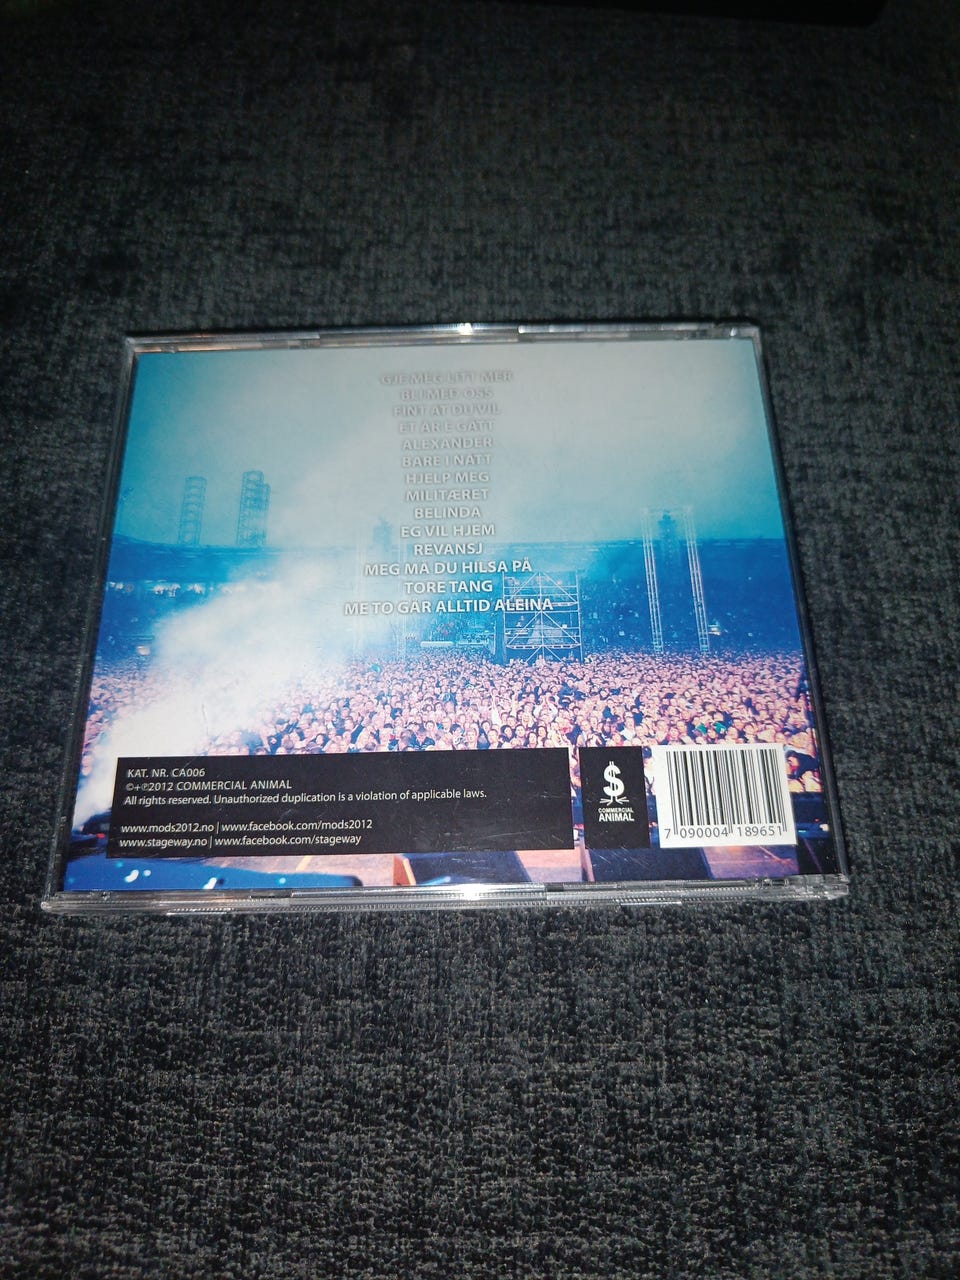 GJE MEG LITT MER
BLI MED OSS
FINT AT DU VIL
ET ÅR E GÅTT
ALEXANDER
BARE I NATT
HJELP MEG
MILITÆRET
BELINDA
EG VIL HJEM
REVANSJ
MEG MÅ DU HILSA PÅ
TORE TANG
ME TO GÅR ALLTID ALEINA
KAT. NR. CA006
©+℗2012 COMMERCIAL ANIMAL
All rights reserved. Unauthorized duplication is a violation of applicable laws.
www.mods2012.no | www.facebook.com/mods2012
www.stageway.no | www.facebook.com/stageway
$
COMMERCIAL
ANIMAL
7 090004 189651